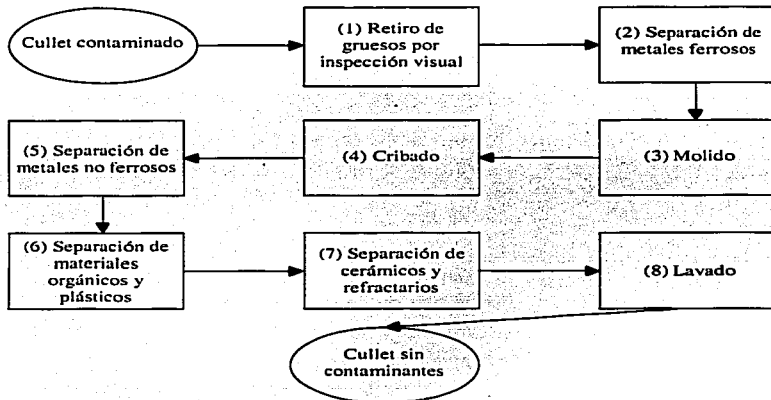 Cullet contaminado
(1) Retiro de
gruesos por
inspección visual
(2) Separación de
metales ferrosos
(3) Molido
(4) Cribado
(5) Separación de
metales no ferrosos
(6) Separación de
materiales
orgánicos y
plásticos
(7) Separación de
cerámicos y
refractarios
(8) Lavado
Cullet sin
contaminantes